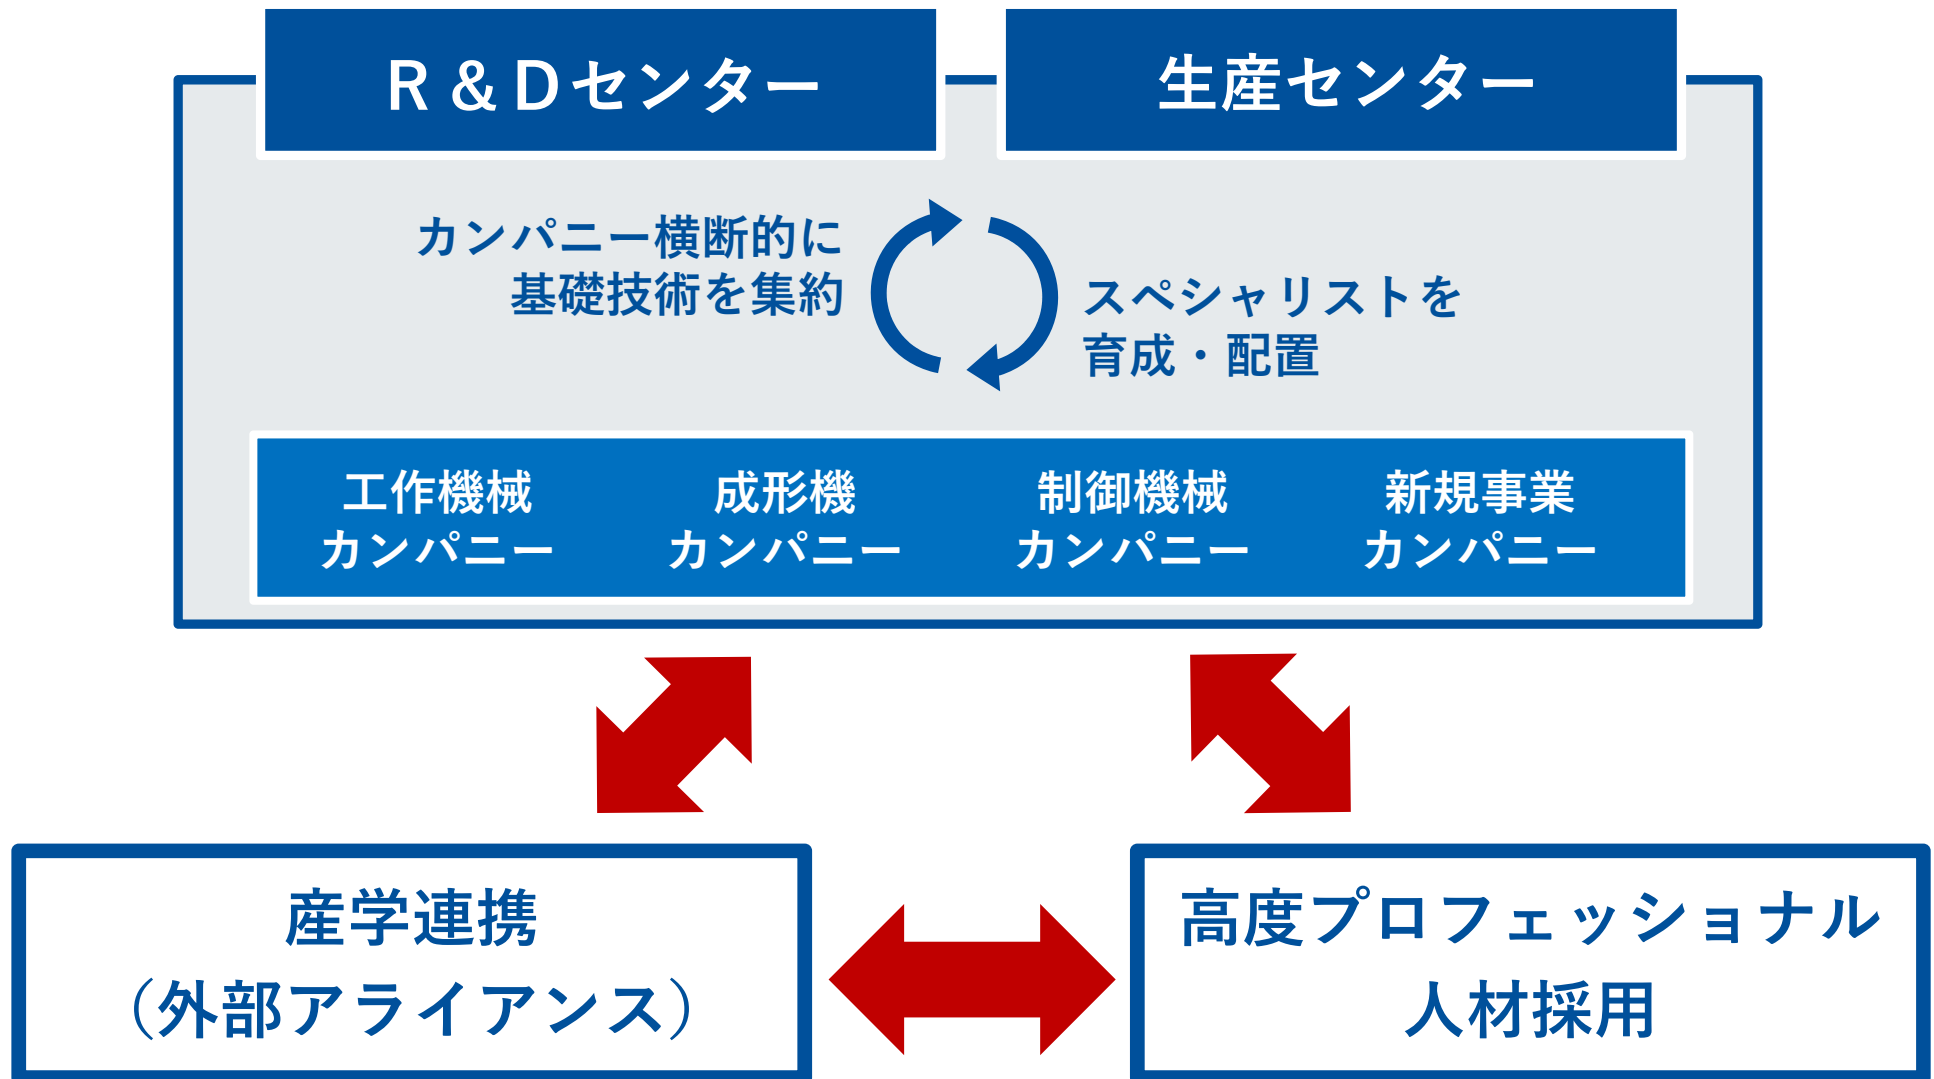 R&Dセンター
生産センター
カンパニー横断的に
基礎技術を集約
スペシャリストを
育成・配置
工作機械
カンパニー
成形機
カンパニー
制御機械
カンパニー
新規事業
カンパニー
産学連携
（外部アライアンス）
高度プロフェッショナル
人材採用